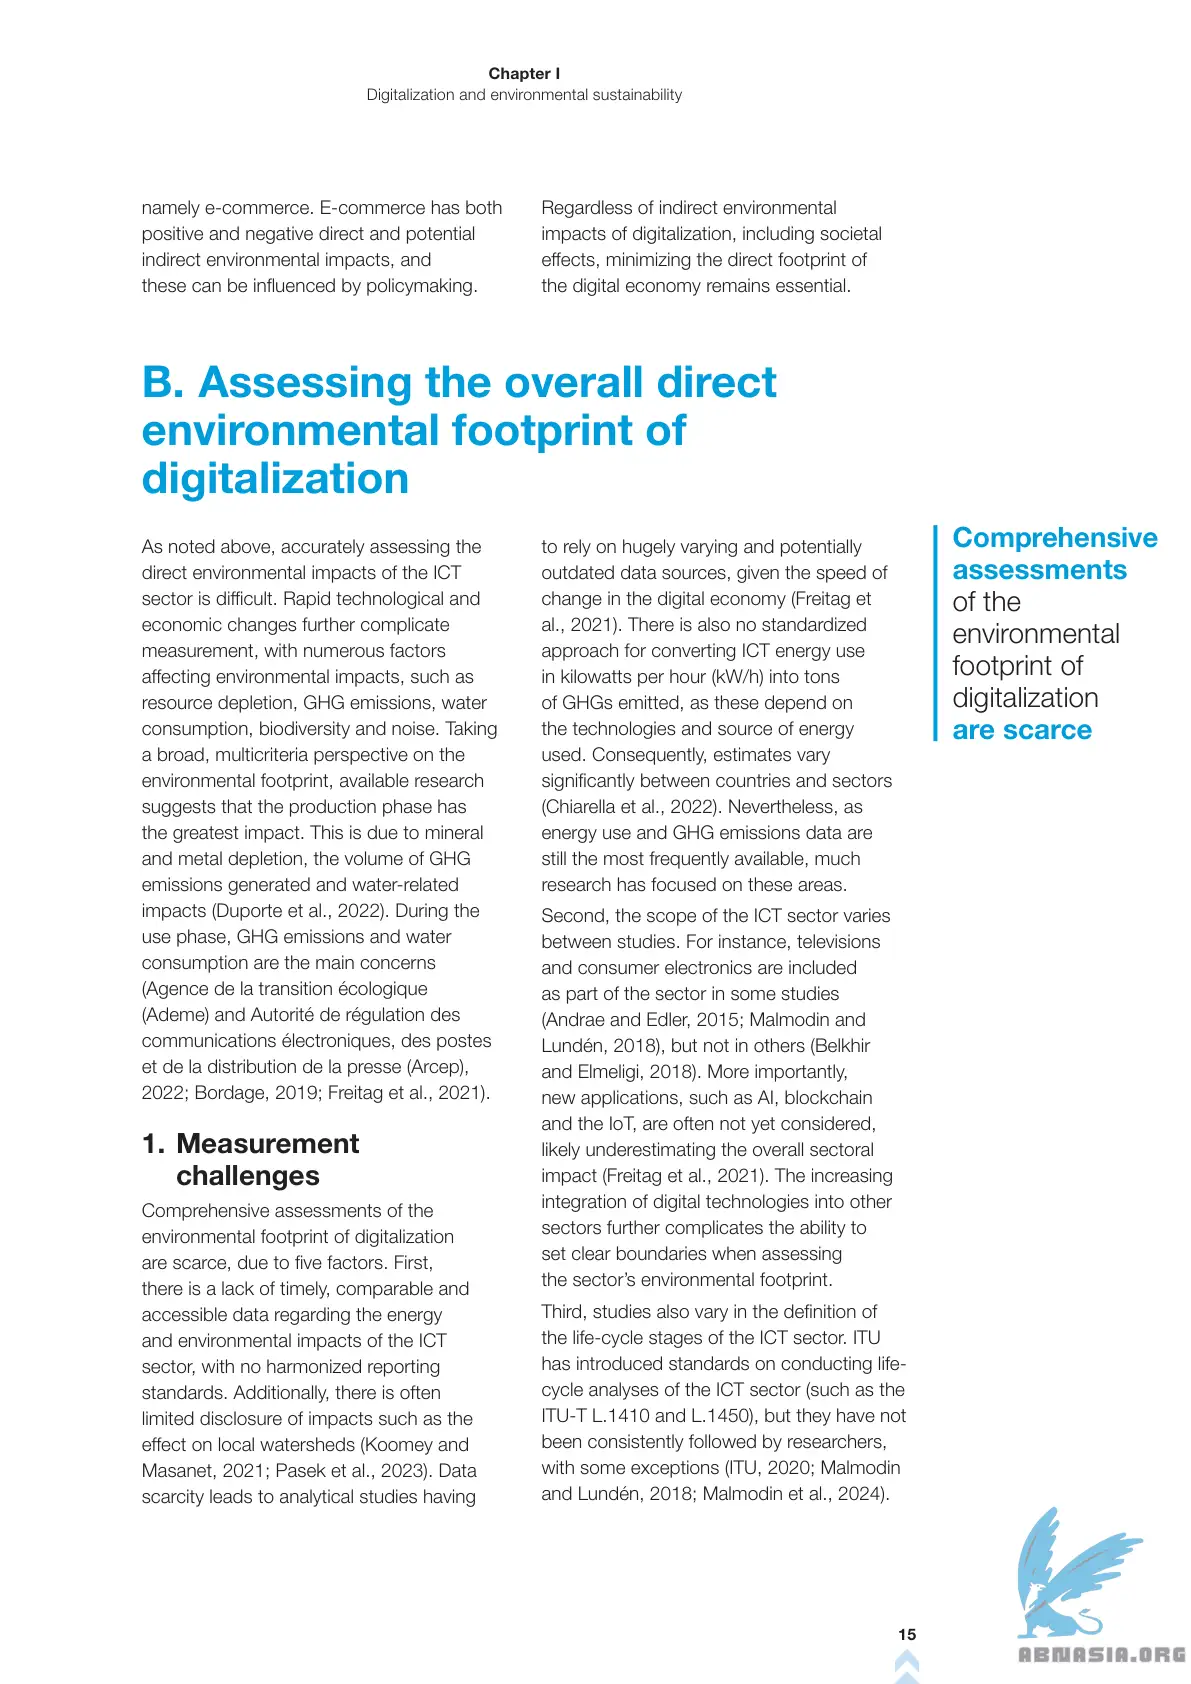 Chapter I
Digitalization and environmental sustainability
namely e-commerce. E-commerce has both
positive and negative direct and potential
indirect environmental impacts, and
these can be influenced by policymaking.
Regardless of indirect environmental
impacts of digitalization, including societal
effects, minimizing the direct footprint of
the digital economy remains essential.
B. Assessing the overall direct
environmental footprint of
digitalization
As noted above, accurately assessing the
direct environmental impacts of the ICT
sector is difficult. Rapid technological and
economic changes further complicate
measurement, with numerous factors
affecting environmental impacts, such as
resource depletion, GHG emissions, water
consumption, biodiversity and noise. Taking
a broad, multicriteria perspective on the
environmental footprint, available research
suggests that the production phase has
the greatest impact. This is due to mineral
and metal depletion, the volume of GHG
emissions generated and water-related
impacts (Duporte et al., 2022). During the
use phase, GHG emissions and water
consumption are the main concerns
(Agence de la transition écologique
(Ademe) and Autorité de régulation des
communications électroniques, des postes
et de la distribution de la presse (Arcep),
2022; Bordage, 2019; Freitag et al., 2021).
1. Measurement
challenges
Comprehensive assessments of the
environmental footprint of digitalization
are scarce, due to five factors. First,
there is a lack of timely, comparable and
accessible data regarding the energy
and environmental impacts of the ICT
sector, with no harmonized reporting
standards. Additionally, there is often
limited disclosure of impacts such as the
effect on local watersheds (Koomey and
Masanet, 2021; Pasek et al., 2023). Data
scarcity leads to analytical studies having
to rely on hugely varying and potentially
outdated data sources, given the speed of
change in the digital economy (Freitag et
al., 2021). There is also no standardized
approach for converting ICT energy use
in kilowatts per hour (kW/h) into tons
of GHGs emitted, as these depend on
the technologies and source of energy
used. Consequently, estimates vary
significantly between countries and sectors
(Chiarella et al., 2022). Nevertheless, as
energy use and GHG emissions data are
still the most frequently available, much
research has focused on these areas.
Second, the scope of the ICT sector varies
between studies. For instance, televisions
and consumer electronics are included
as part of the sector in some studies
(Andrae and Edler, 2015; Malmodin and
Lundén, 2018), but not in others (Belkhir
and Elmeligi, 2018). More importantly,
new applications, such as AI, blockchain
and the IoT, are often not yet considered,
likely underestimating the overall sectoral
impact (Freitag et al., 2021). The increasing
integration of digital technologies into other
sectors further complicates the ability to
set clear boundaries when assessing
the sector's environmental footprint.
Third, studies also vary in the definition of
the life-cycle stages of the ICT sector. ITU
has introduced standards on conducting life-
cycle analyses of the ICT sector (such as the
ITU-T L.1410 and L.1450), but they have not
been consistently followed by researchers,
with some exceptions (ITU, 2020; Malmodin
and Lundén, 2018; Malmodin et al., 2024).
Comprehensive
assessments
of the
environmental
footprint of
digitalization
are scarce
15
ABNASIA.ORG